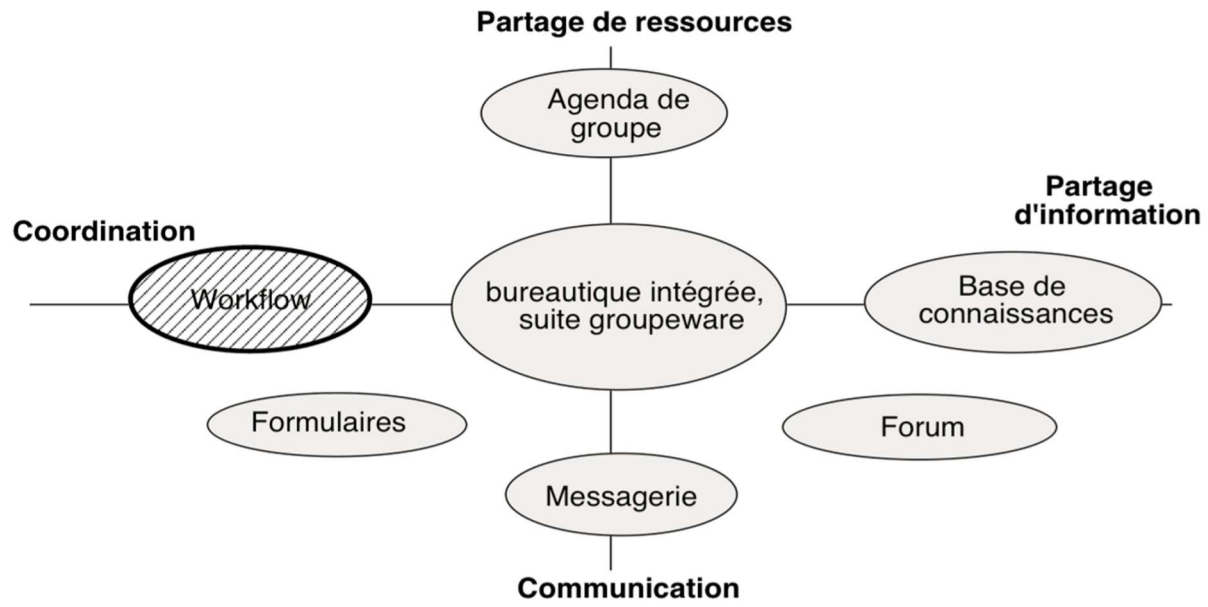 Partage de ressources
Agenda de
groupe
Partage
d'information
Coordination
Workflow
bureautique intégrée,
suite groupeware
Base de
connaissances
Formulaires
Forum
Messagerie
Communication